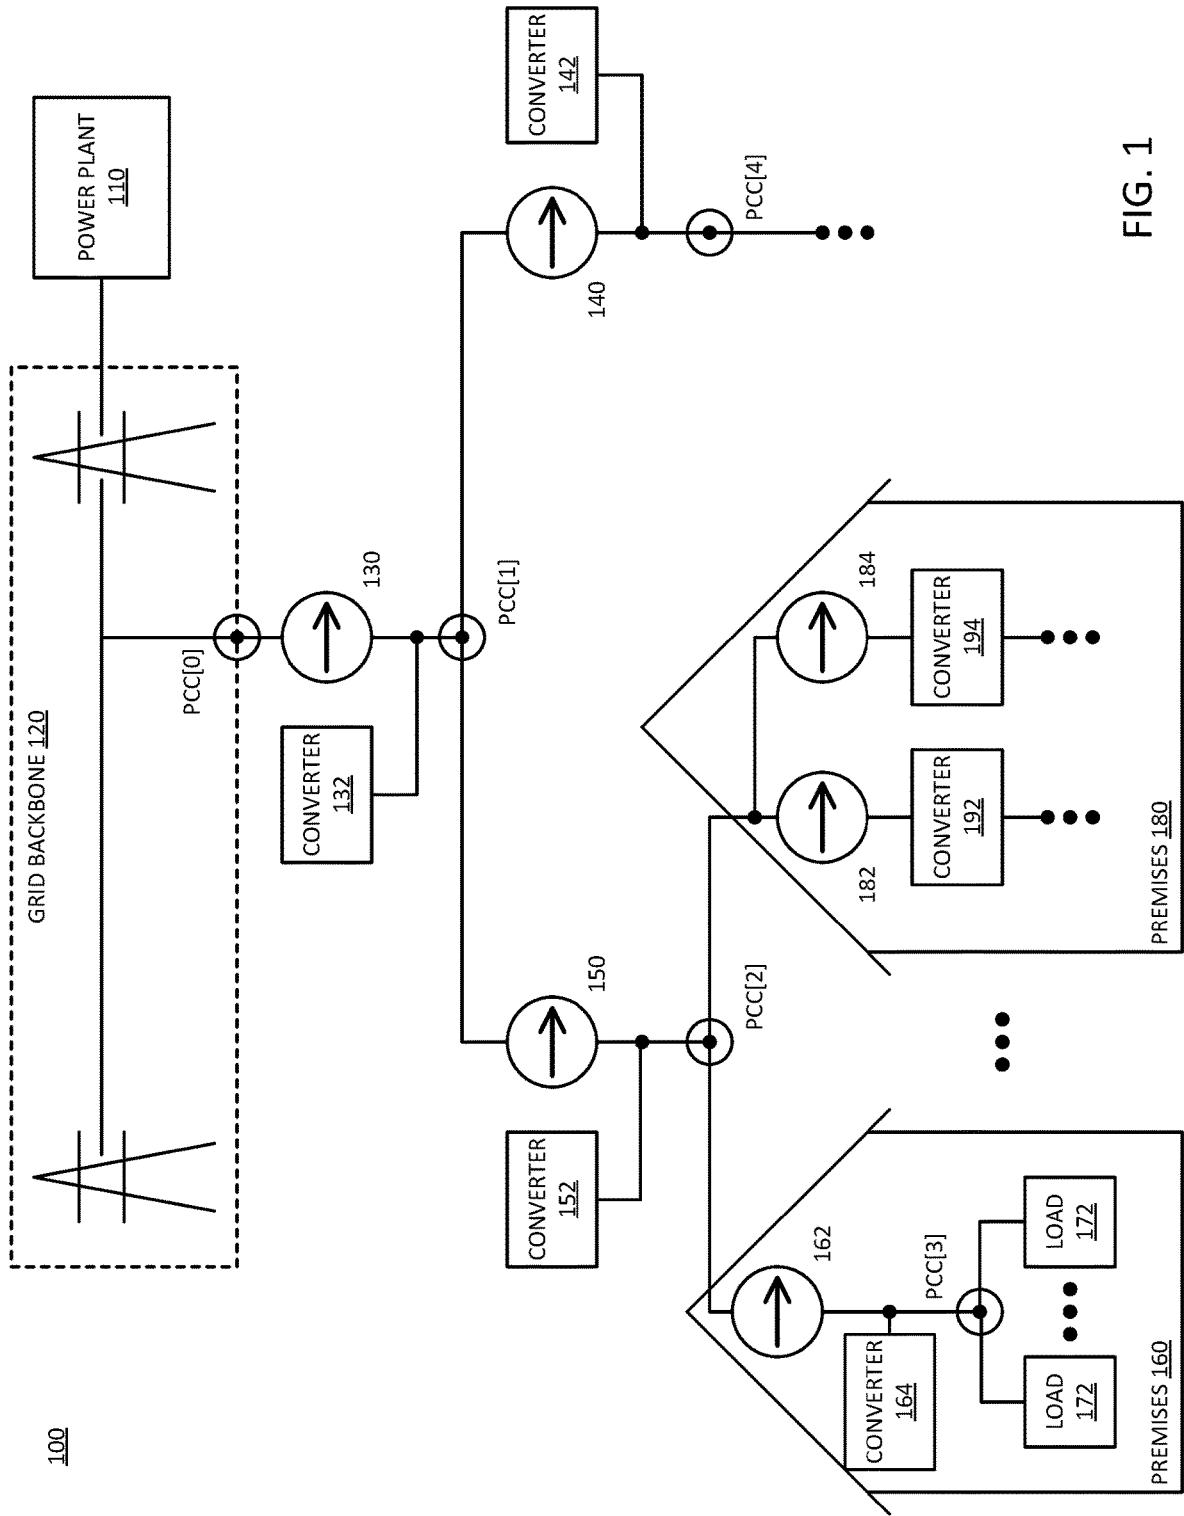 100
GRID BACKBONE 120
POWER PLANT
110
PCC[0]
CONVERTER
132
130
PCC[1]
CONVERTER
152
150
140
CONVERTER
142
PCC[2]
PCC[4]
162
182
184
CONVERTER
164
PCC[3]
CONVERTER
192
CONVERTER
194
LOAD
172
LOAD
172
PREMISES 160
PREMISES 180
FIG. 1